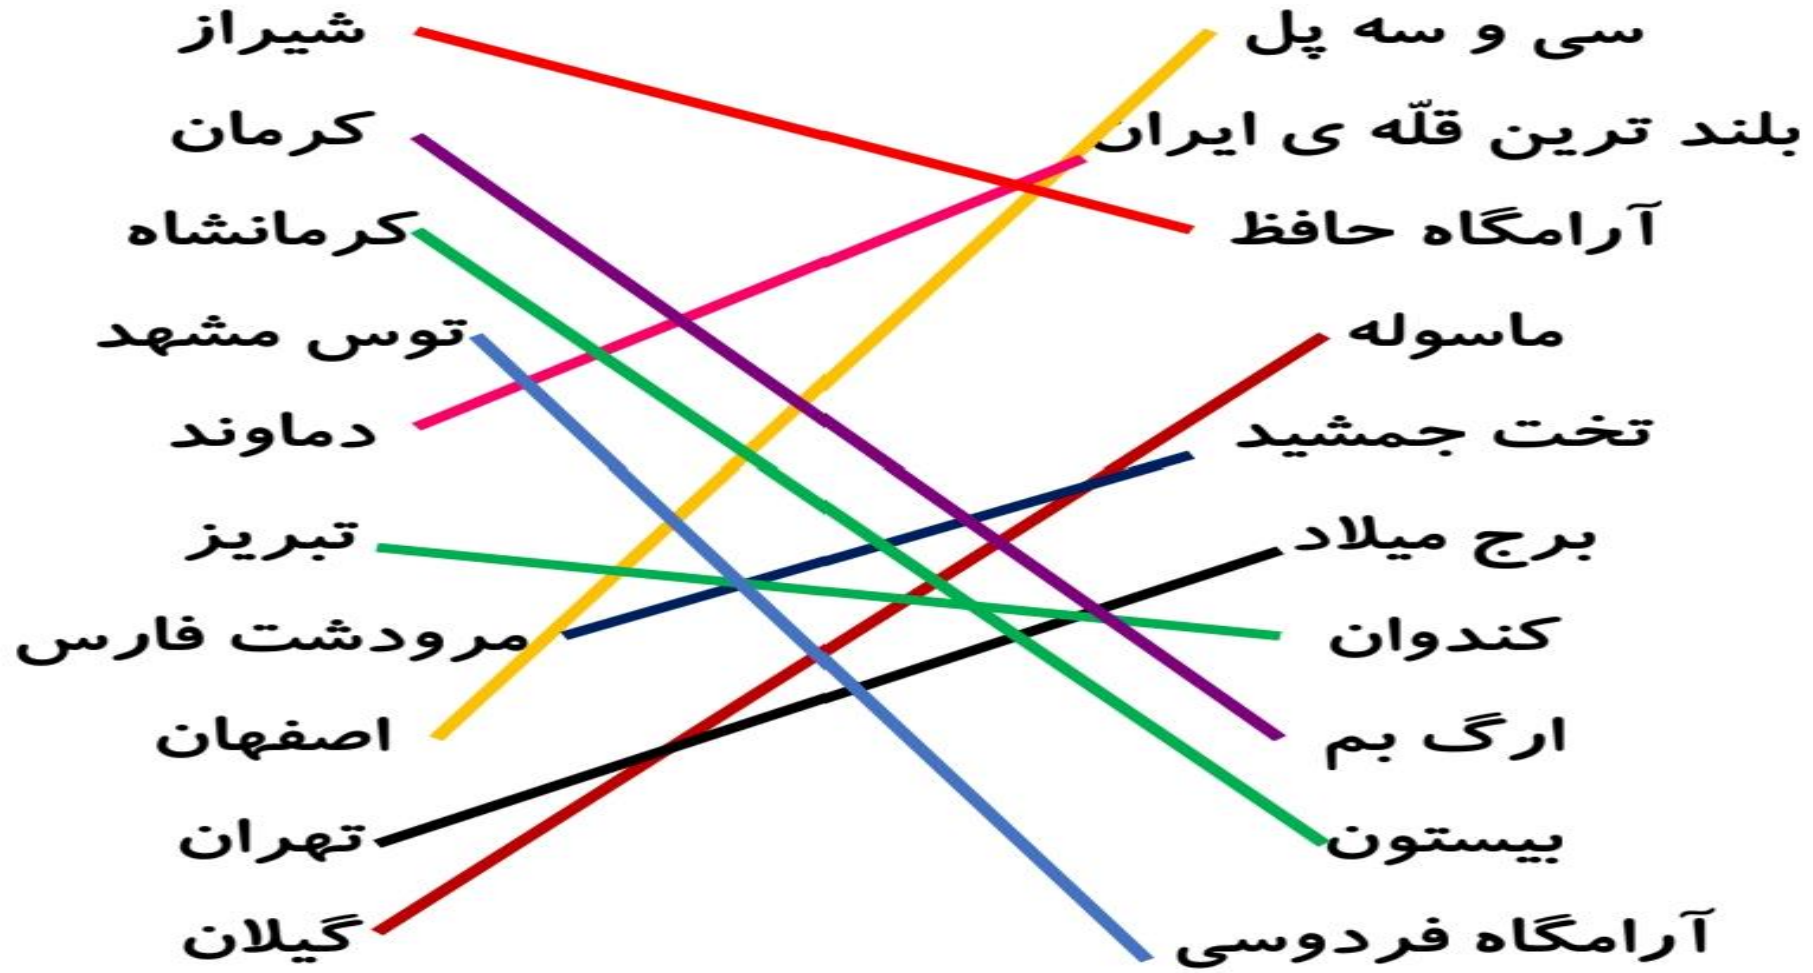 سی و سه پل
شیراز
بلند ترین قلّه ی ایران
کرمان
آرامگاه حافظ
کرمانشاه
ماسوله
توس مشهد
تخت جمشید
دماوند
برج میلاد
تبریز
کندوان
مرودشت فارس
ارگ بم
اصفهان
بیستون
تهران
آرامگاه فردوسی
گیلان